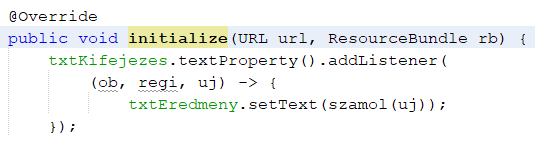 @Override
public void initialize(URL url, ResourceBundle rb) {
txtKifejezes.textProperty().addListener(
(ob, regi, uj) -> {
txtEredmeny.setText(szamol(uj));
});